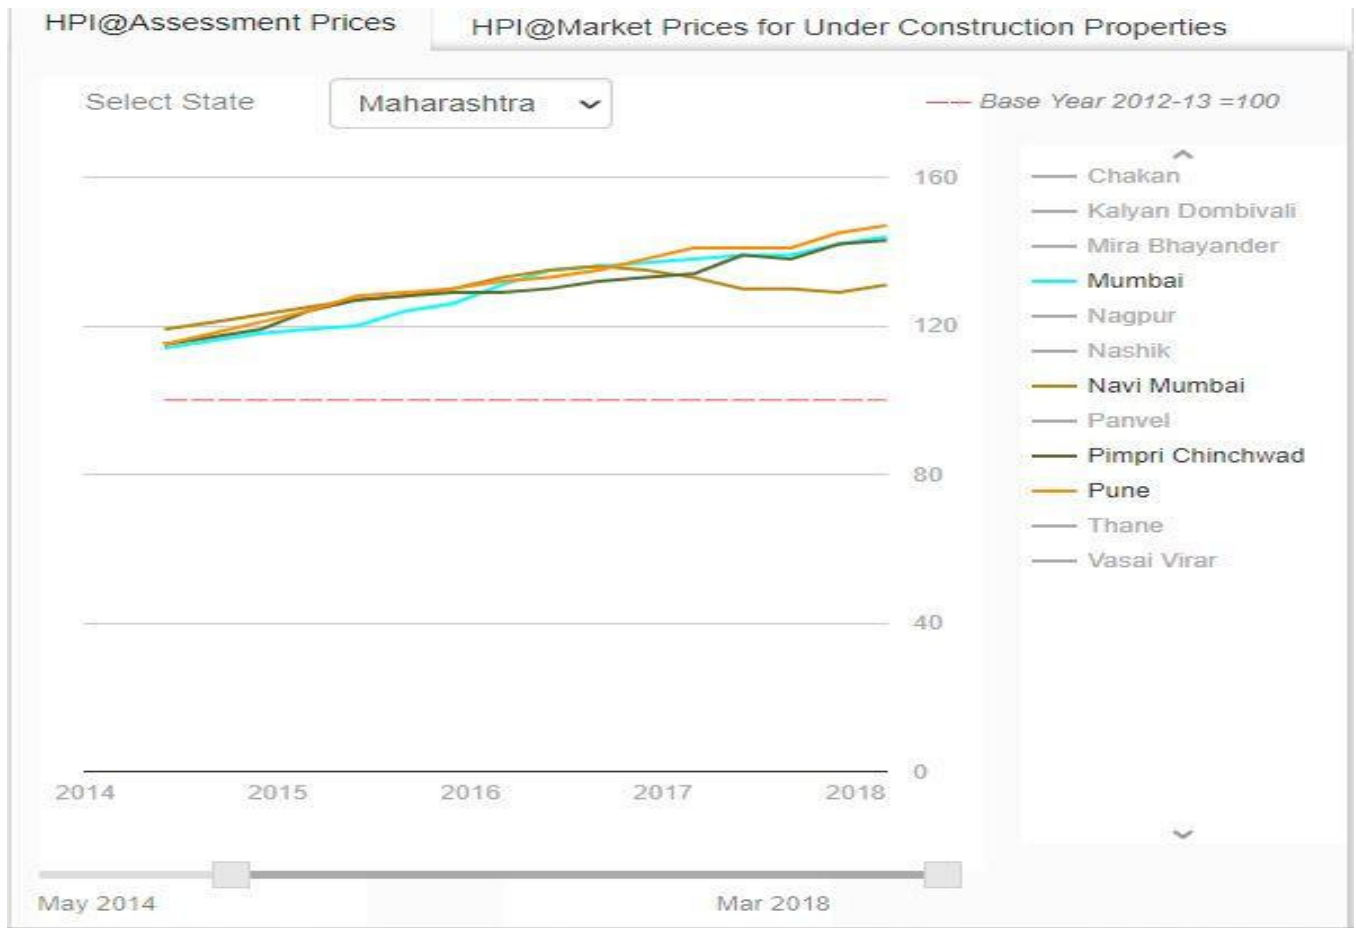 HPI@Assessment Prices
HPI@Market Prices for Under Construction Properties
Select State
Maharashtra
Base Year 2012-13 =100
160
120
80
40
0
2014 2015 2016 2017 2018
Chakan
Kalyan Dombivali
Mira Bhayander
Mumbai
Nagpur
Nashik
Navi Mumbai
Panvel
Pimpri Chinchwad
Pune
Thane
Vasai Virar
May 2014
Mar 2018